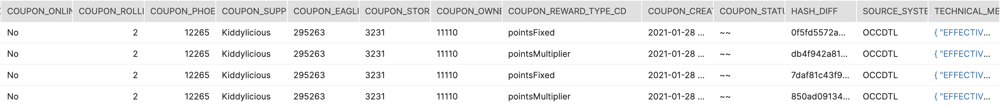 COUPON_ONLIN COUPON_ROLLI COUPON_PHOE COUPON_SUPP COUPON_EAGLI COUPON_STOR COUPON_OWNE COUPON_REWARD_TYPE_CD COUPON_CREAT COUPON_STATU HASH_DIFF SOURCE_SYSTE TECHNICAL_ME
No 2 12265 Kiddylicious 295263 3231 11110 pointsFixed 2021-01-28 ... ~~ 0f5fd5572a... OCCDTL { "EFFECTIV...
No 2 12265 Kiddylicious 295263 3231 11110 pointsMultiplier 2021-01-28 ... ~~ db4f942a81... OCCDTL { "EFFECTIV...
No 2 12265 Kiddylicious 295263 3231 11110 pointsFixed 2021-01-28 ... ~~ 7daf81c43f9... OCCDTL { "EFFECTIV...
No 2 12265 Kiddylicious 295263 3231 11110 pointsMultiplier 2021-01-28 ... ~~ 850ad09134... OCCDTL { "EFFECTIV...